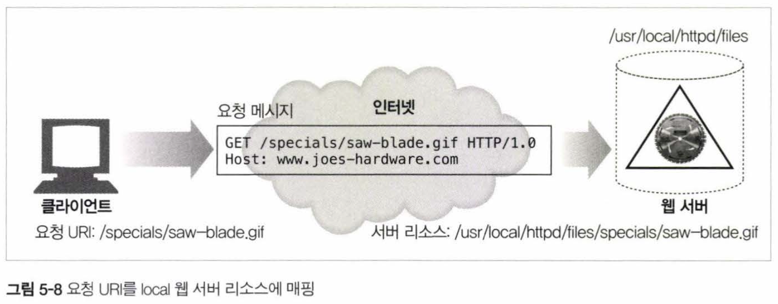 /usr/local/httpd/files
요청 메시지
인터넷
GET /specials/saw-blade.gif HTTP/1.0
Host: www.joes-hardware.com
클라이언트
웹 서버
요청 URI: /specials/saw-blade.gif
서버 리소스: /usr/local/httpd/files/specials/saw-blade.gif
그림 5-8 요청 URI를 local 웹 서버 리소스에 매핑